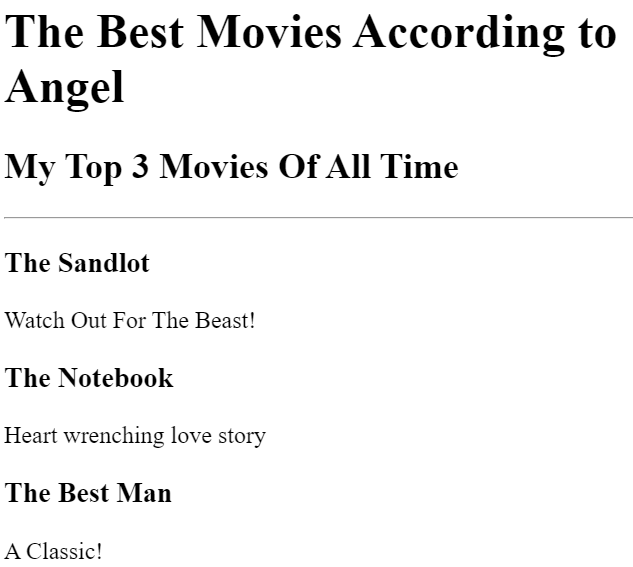 The Best Movies According to
Angel
My Top 3 Movies Of All Time
The Sandlot
Watch Out For The Beast!
The Notebook
Heart wrenching love story
The Best Man
A Classic!